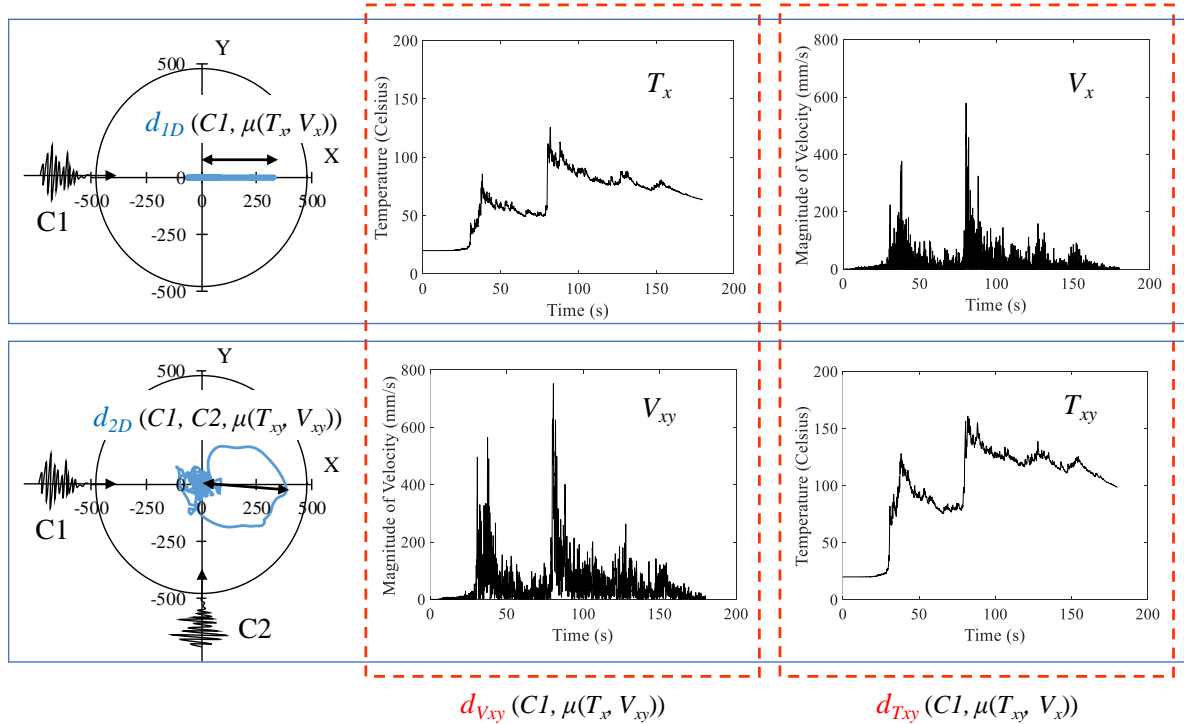 Y
500
d1D (C1, μ(Tx, Vx))
X
0
-500 -250 0 250 500
C1
-250
-500
200
150
100
50
0
0 50 100 150 200
Temperature (Celsius)
Time (s)
Tx
800
600
400
200
0
0 50 100 150 200
Magnitude of Velocity (mm/s)
Time (s)
Vx
Y
500
d2D (C1, C2, μ(Txy, Vxy))
X
0
-500 -250 0 250 500
C1
-250
-500
C2
800
600
400
200
0
0 50 100 150 200
Magnitude of Velocity (mm/s)
Time (s)
Vxy
200
150
100
50
0
0 50 100 150 200
Temperature (Celsius)
Time (s)
Txy
dVxy (C1, μ(Tx, Vxy))
dTxy (C1, μ(Txy, Vx))